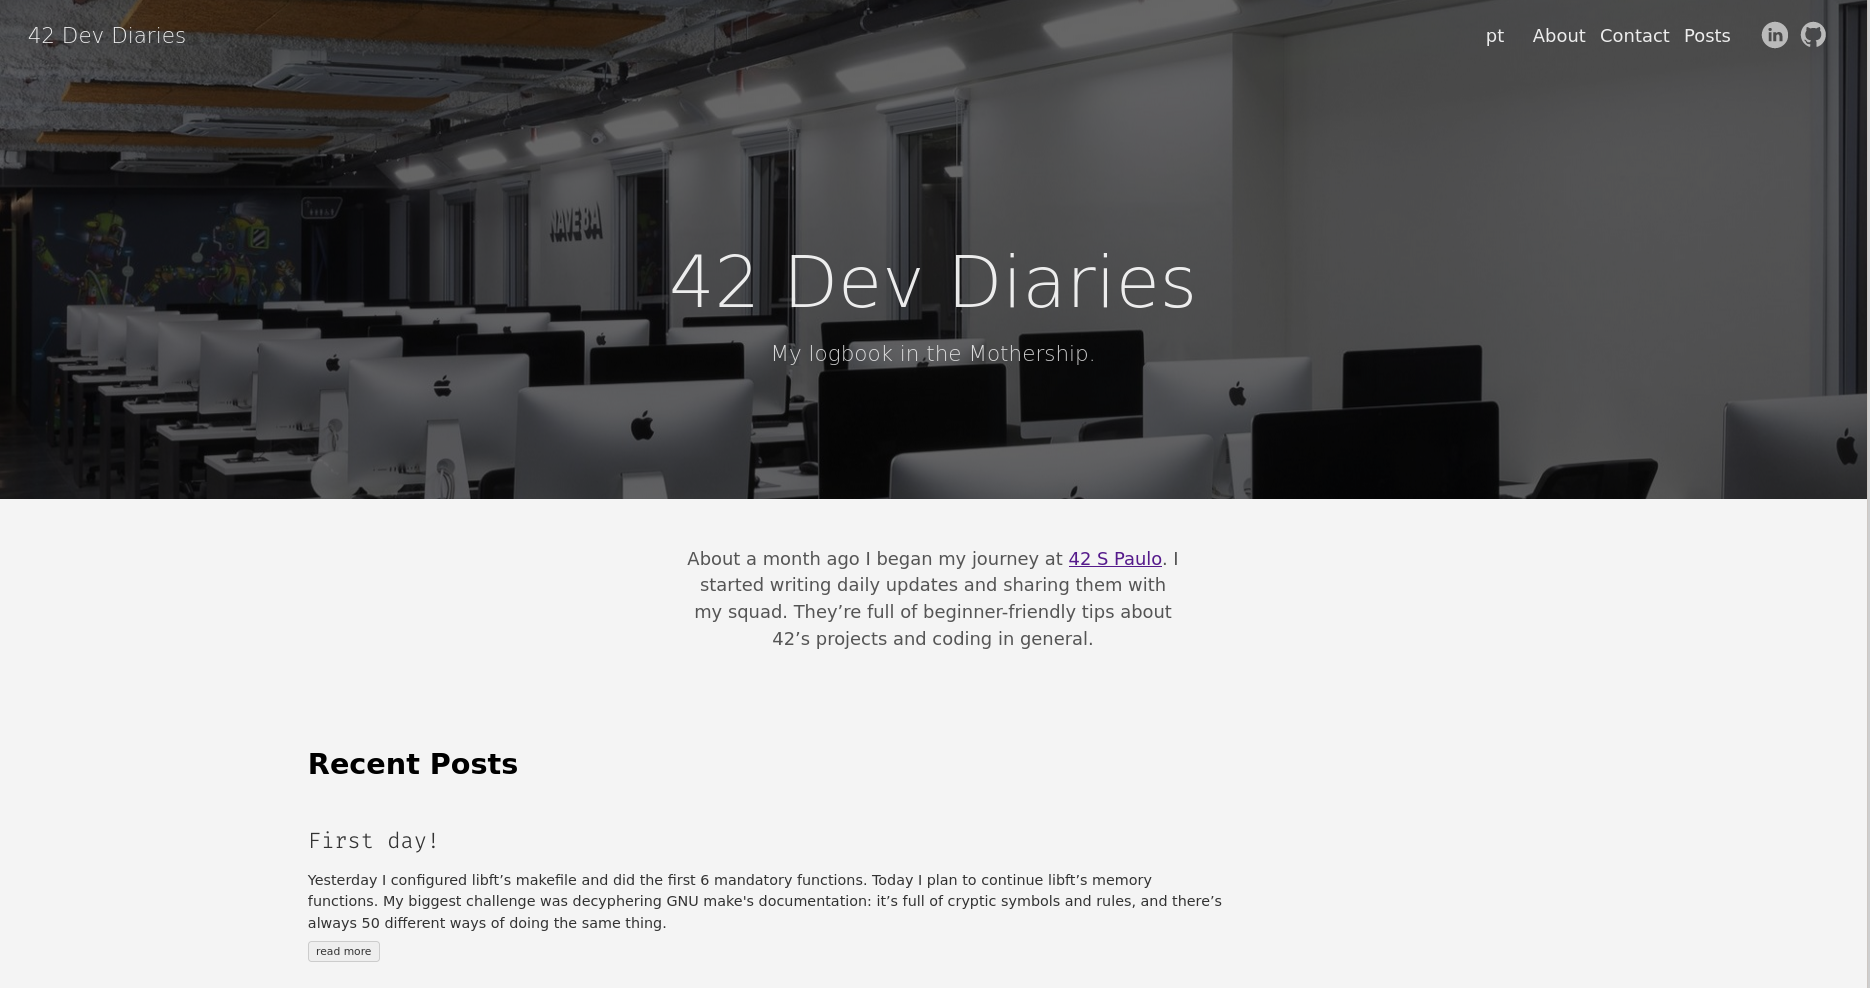 42 Dev Diaries
pt About Contact Posts
NAVE BA
42 Dev Diaries
My logbook in the Mothership.
About a month ago I began my journey at 42 S Paulo. I
started writing daily updates and sharing them with
my squad. They’re full of beginner-friendly tips about
42’s projects and coding in general.
Recent Posts
First day!
Yesterday I configured libft’s makefile and did the first 6 mandatory functions. Today I plan to continue libft’s memory
functions. My biggest challenge was decyphering GNU make's documentation: it’s full of cryptic symbols and rules, and there’s
always 50 different ways of doing the same thing.
read more